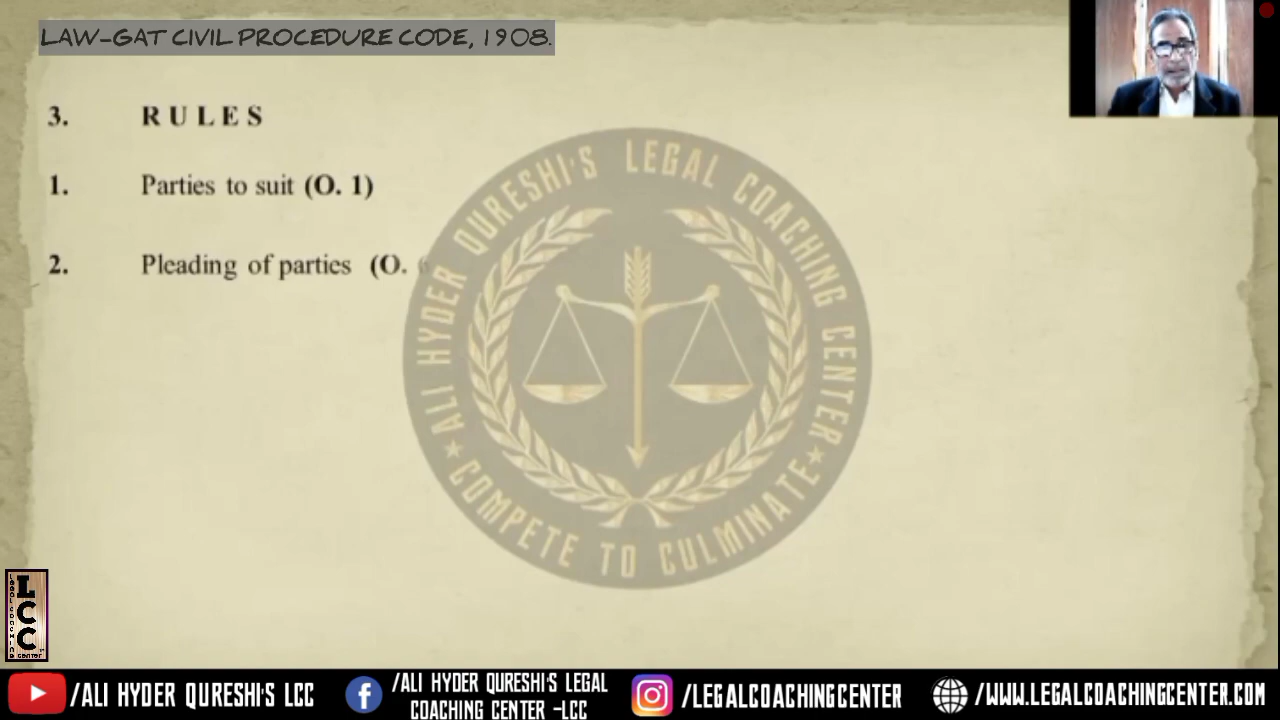 LAW-GAT CIVIL PROCEDURE CODE, 1908.
3. RULES
1. Parties to suit (O. 1)
2. Pleading of parties (O.
ALI HYDER QURESHI'S LEGAL COACHING CENTER
★ COMPETE TO CULMINATE ★
LCC
/ALI HYDER QURESHI'S LCC
/ALI HYDER QURESHI'S LEGAL
COACHING CENTER -LCC
/LEGALCOACHINGCENTER
/WWW.LEGALCOACHINGCENTER.COM